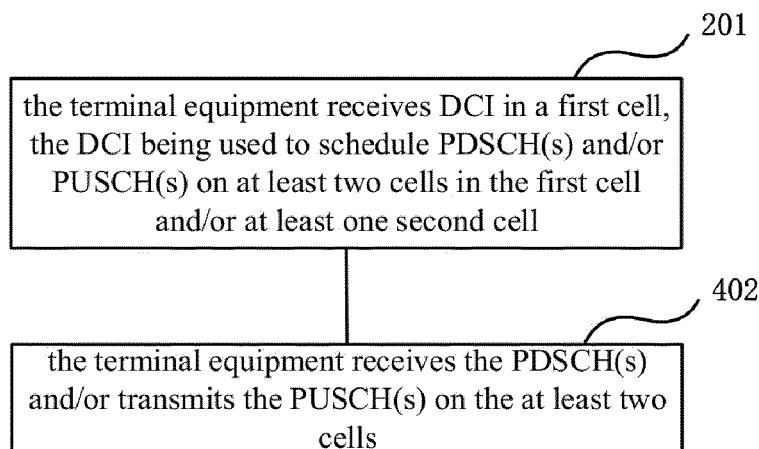 201
the terminal equipment receives DCI in a first cell,
the DCI being used to schedule PDSCH(s) and/or
PUSCH(s) on at least two cells in the first cell
and/or at least one second cell
402
the terminal equipment receives the PDSCH(s)
and/or transmits the PUSCH(s) on the at least two
cells